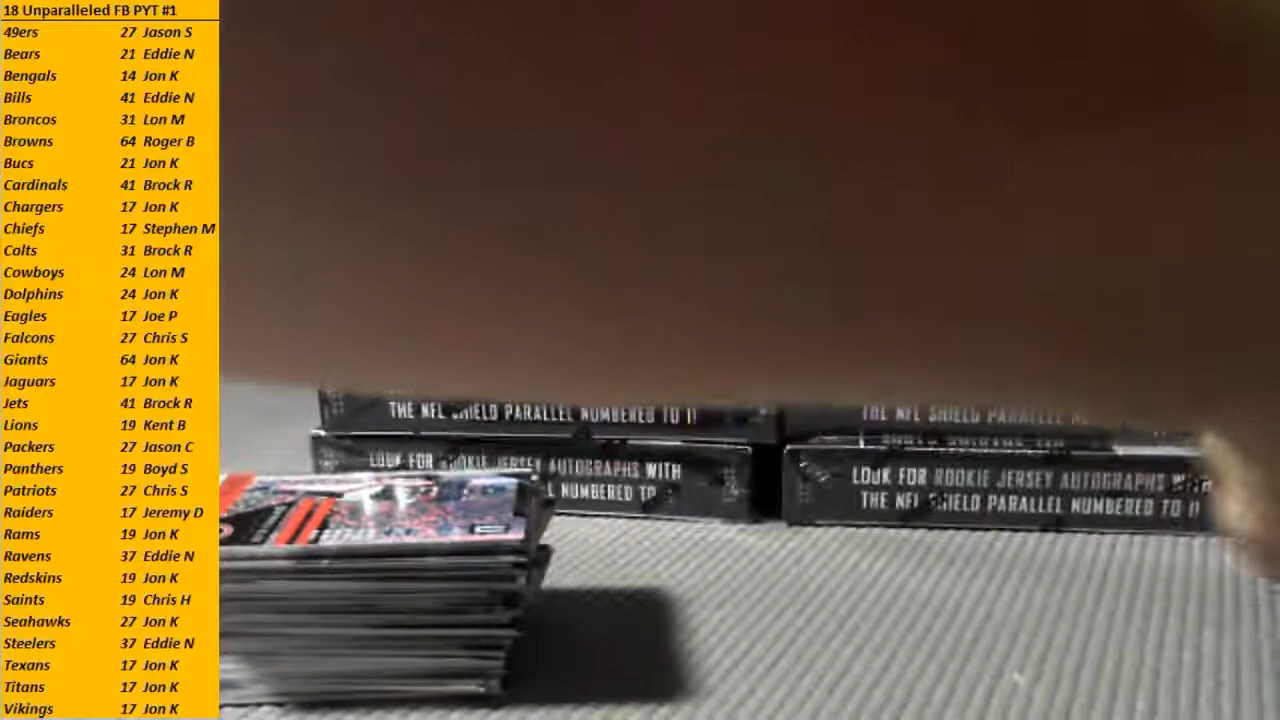 18 Unparalleled FB PYT #1
49ers 27 Jason S
Bears 21 Eddie N
Bengals 14 Jon K
Bills 41 Eddie N
Broncos 31 Lon M
Browns 64 Roger B
Bucs 21 Jon K
Cardinals 41 Brock R
Chargers 17 Jon K
Chiefs 17 Stephen M
Colts 31 Brock R
Cowboys 24 Lon M
Dolphins 24 Jon K
Eagles 17 Joe P
Falcons 27 Chris S
Giants 64 Jon K
Jaguars 17 Jon K
Jets 41 Brock R
Lions 19 Kent B
Packers 27 Jason C
Panthers 19 Boyd S
Patriots 27 Chris S
Raiders 17 Jeremy D
Rams 19 Jon K
Ravens 37 Eddie N
Redskins 19 Jon K
Saints 19 Chris H
Seahawks 27 Jon K
Steelers 37 Eddie N
Texans 17 Jon K
Titans 17 Jon K
Vikings 17 Jon K
THE NFL SHIELD PARALLEL NUMBERED TO 1!
THE NFL SHIELD PARALLEL
LOOK FOR ROOKIE JERSEY AUTOGRAPHS WITH
NUMBERED TO
LOOK FOR ROOKIE JERSEY AUTOGRAPHS WITH
THE NFL SHIELD PARALLEL NUMBERED TO 1!